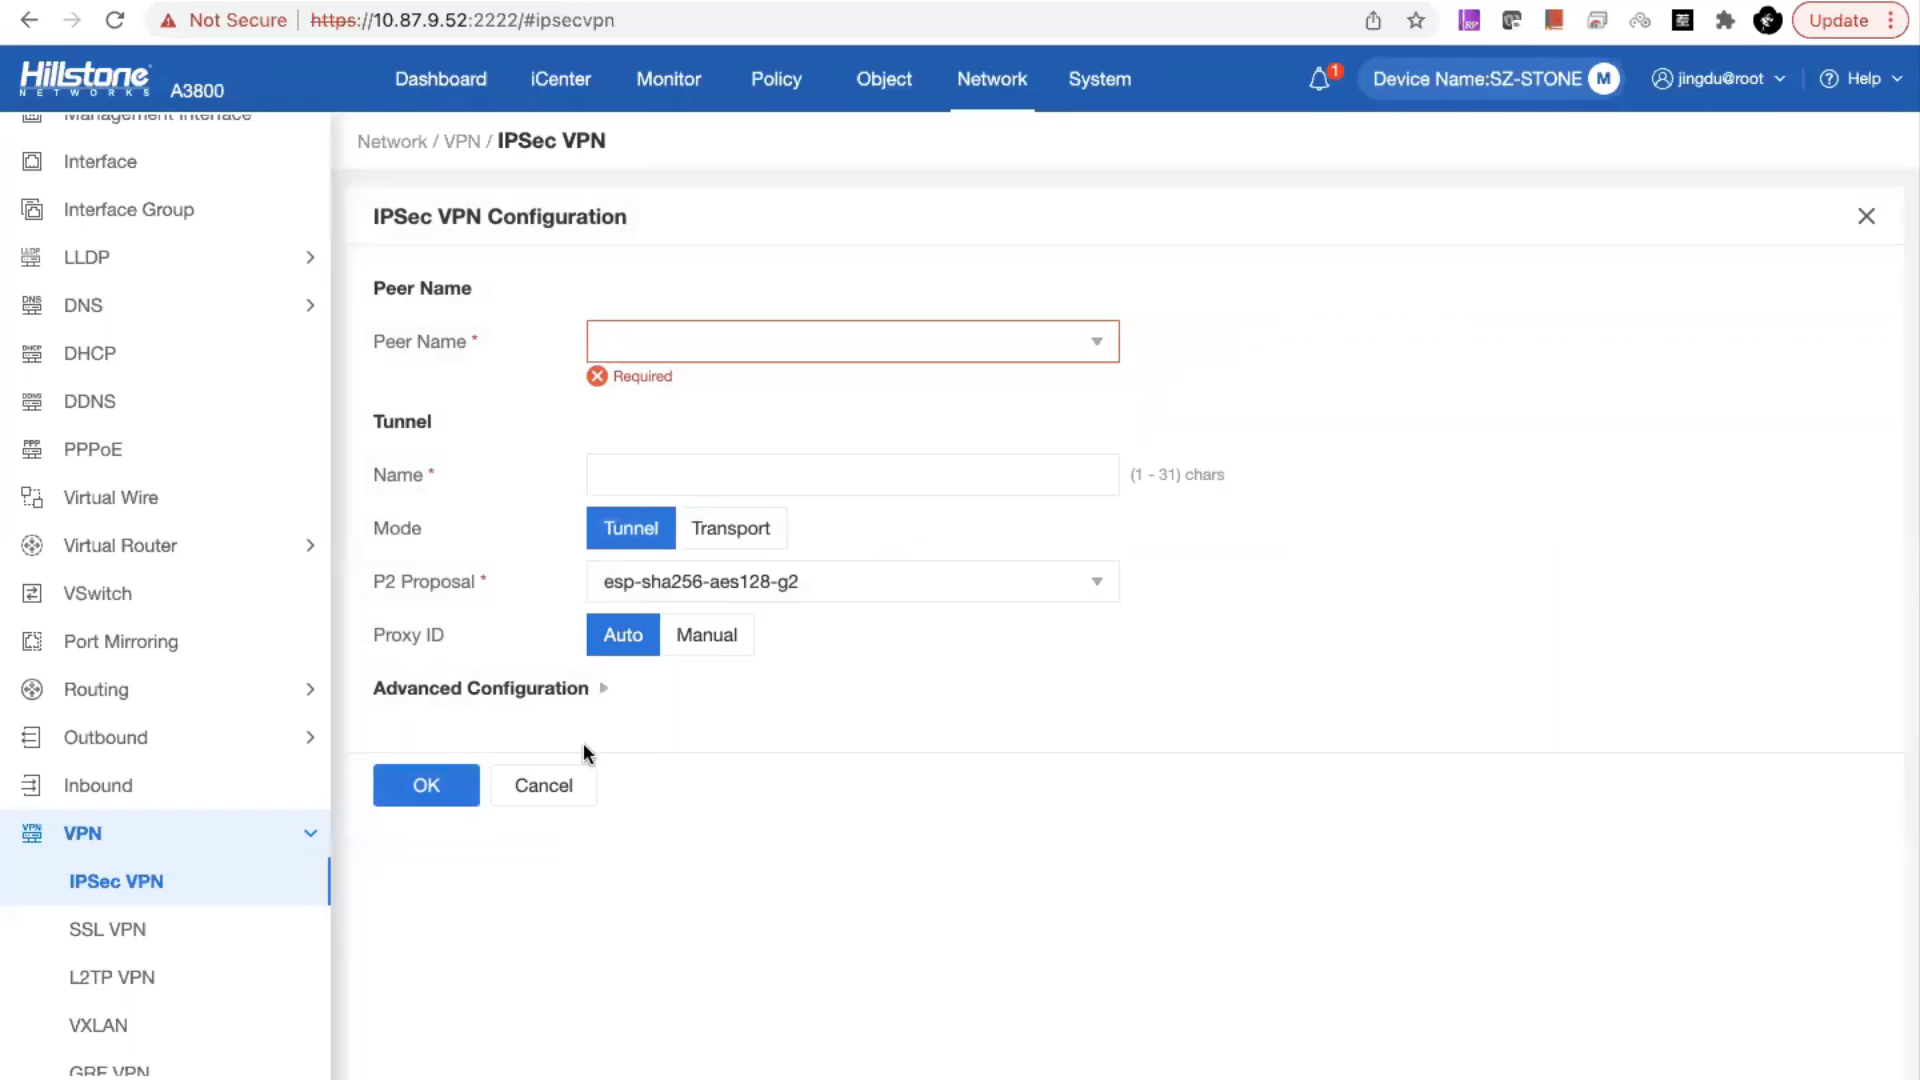 Not Secure https://10.87.9.52:2222/#ipsecvpn Update
Hillstone NETWORKS A3800 Dashboard iCenter Monitor Policy Object Network System 1 Device Name:SZ-STONE M jingdu@root Help
Management Interface
Interface
Interface Group
LLDP
DNS
DHCP
DDNS
PPPoE
Virtual Wire
Virtual Router
VSwitch
Port Mirroring
Routing
Outbound
Inbound
VPN
IPSec VPN
SSL VPN
L2TP VPN
VXLAN
GRE VPN
Network / VPN / IPSec VPN
IPSec VPN Configuration
Peer Name
Peer Name *
Required
Tunnel
Name * (1 - 31) chars
Mode Tunnel Transport
P2 Proposal * esp-sha256-aes128-g2
Proxy ID Auto Manual
Advanced Configuration
OK Cancel